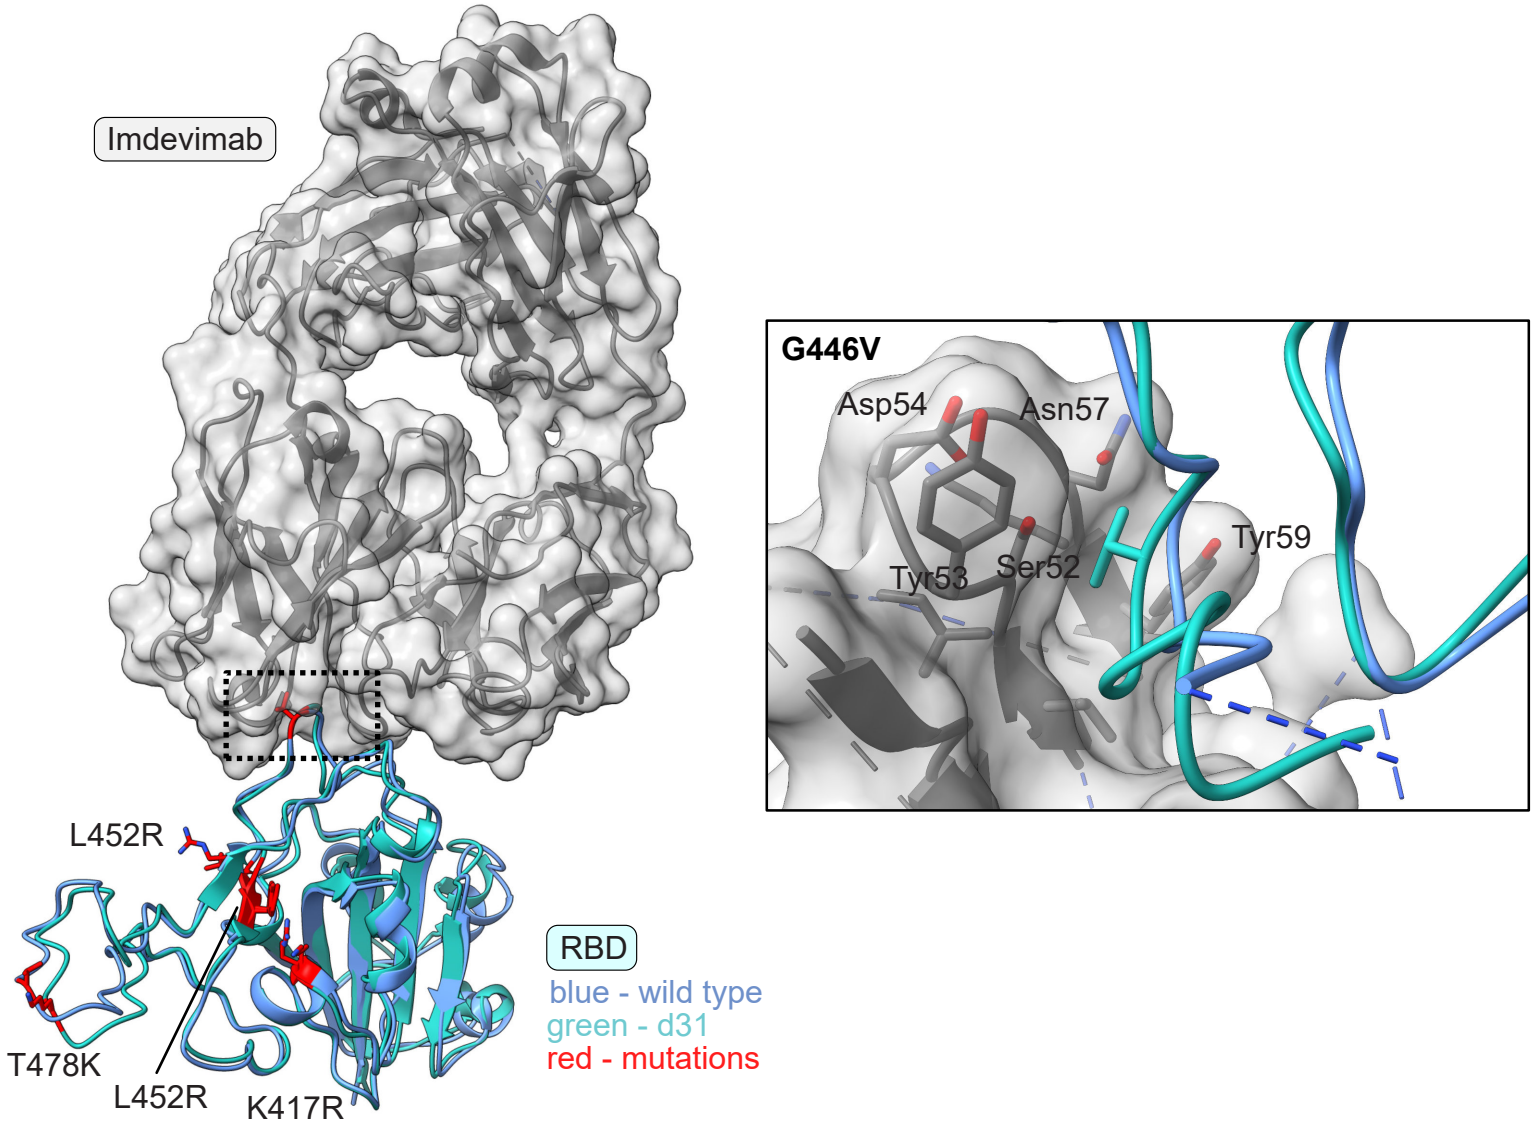 Imdevimab
G446V
Asp54
Asn57
Tyr59
Tyr53
Ser52
L452R
RBD
blue - wild type
green - d31
red - mutations
T478K
L452R
K417R